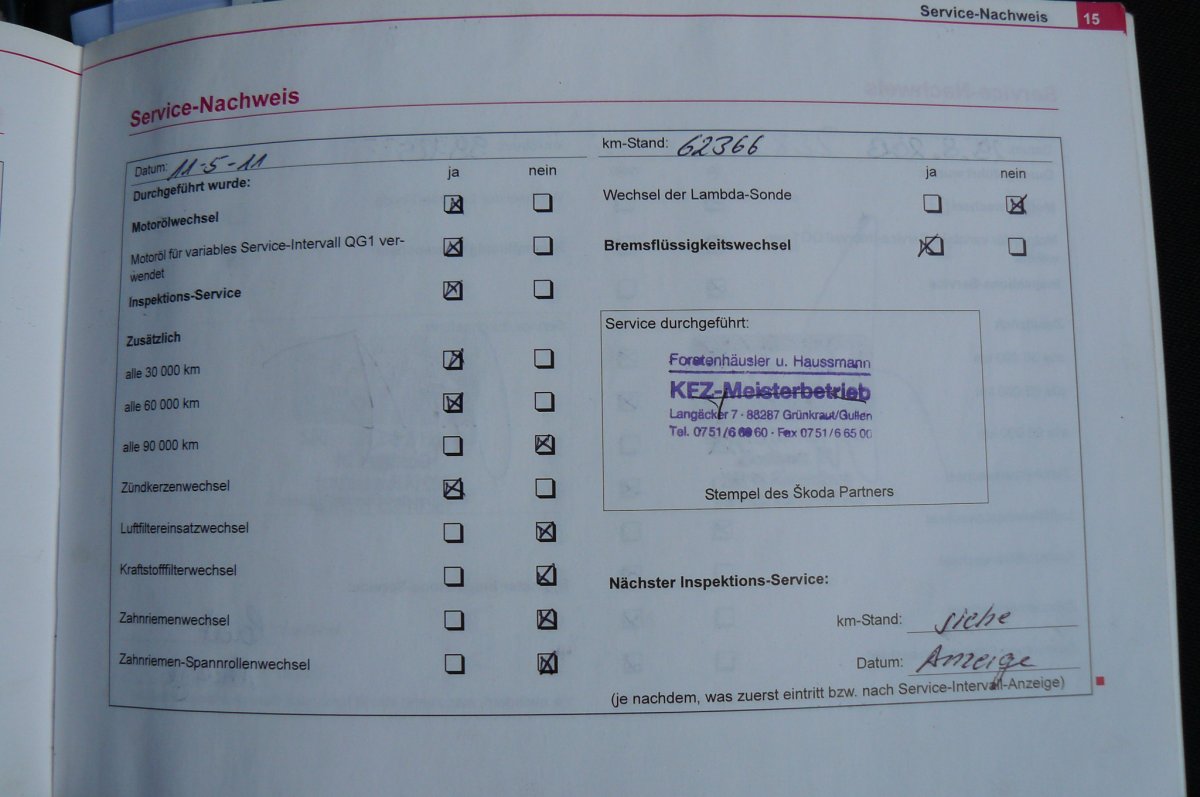 Service-Nachweis 15
Service-Nachweis
Datum: 11-5-11
km-Stand: 62366
Durchgeführt wurde:
ja nein
Motorölwechsel
Motoröl für variables Service-Intervall QG1 ver-
wendet
Inspektions-Service
Zusätzlich
alle 30 000 km
alle 60 000 km
alle 90 000 km
Zündkerzenwechsel
Luftfiltereinsatzwechsel
Kraftstofffilterwechsel
Zahnriemenwechsel
Zahnriemen-Spannrollenwechsel
ja nein
Wechsel der Lambda-Sonde
Bremsflüssigkeitswechsel
Service durchgeführt:
Forstenhäusler u. Haussmann
KFZ-Meisterbetrieb
Langäcker 7 · 88287 Grünkraut/Gullen
Tel. 0751/6 60 60 · Fax 0751/6 65 00
Stempel des Škoda Partners
Nächster Inspektions-Service:
km-Stand: siehe
Datum: Anzeige
(je nachdem, was zuerst eintritt bzw. nach Service-Intervall-Anzeige)